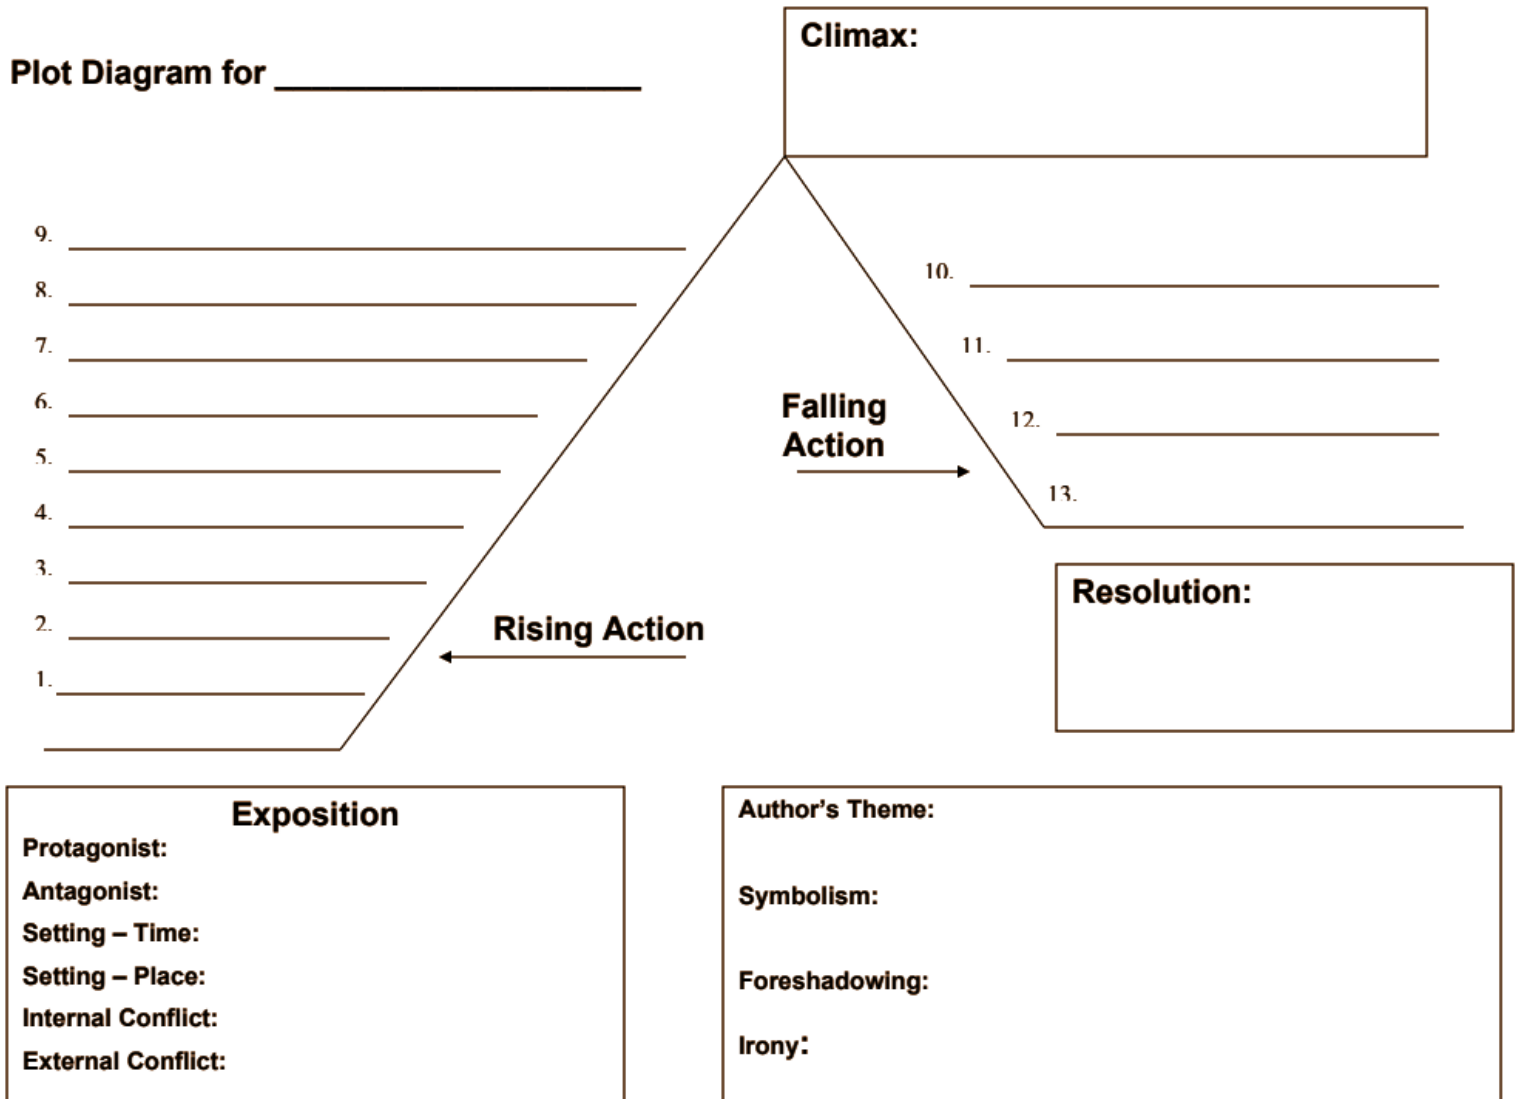 Climax:
Plot Diagram for ____________________
9.
8.
7.
6.
5.
4.
3.
2.
1.
10.
11.
12.
13.
Falling
Action
Rising Action
Resolution:
Exposition
Protagonist:
Antagonist:
Setting – Time:
Setting – Place:
Internal Conflict:
External Conflict:
Author's Theme:
Symbolism:
Foreshadowing:
Irony: